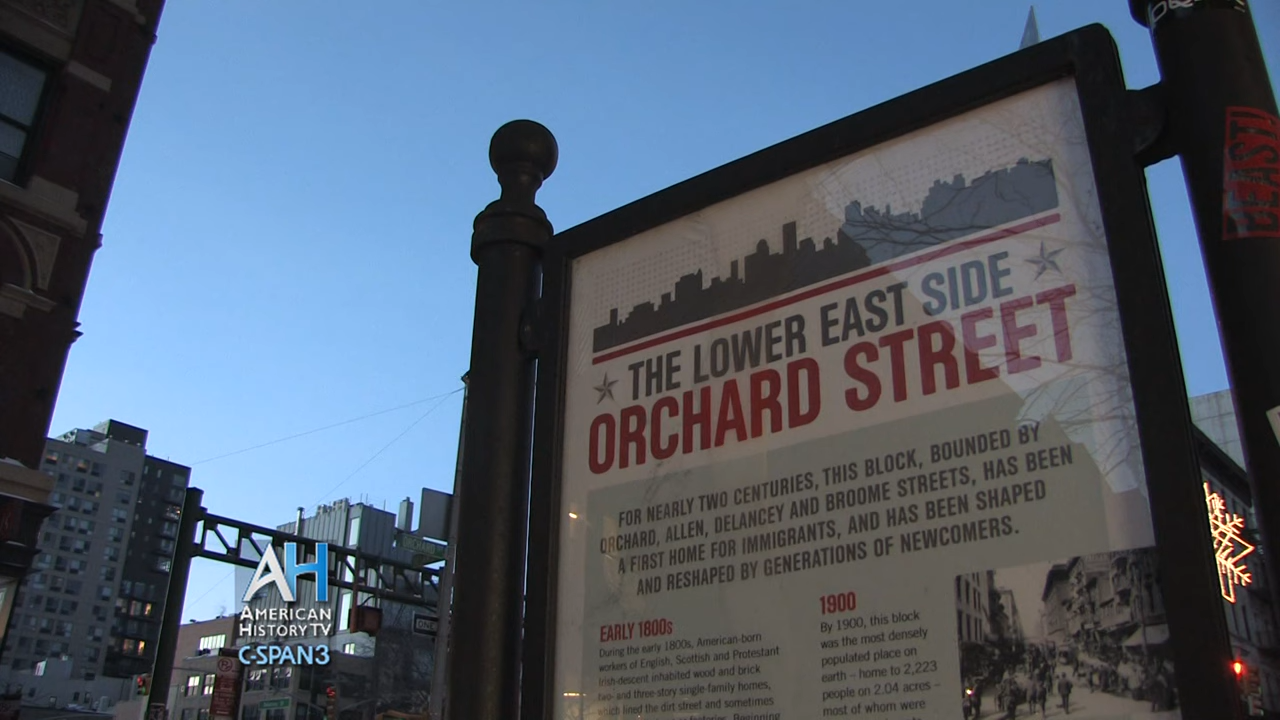 THE LOWER EAST SIDE
ORCHARD STREET
FOR NEARLY TWO CENTURIES, THIS BLOCK, BOUNDED BY
ORCHARD, ALLEN, DELANCEY AND BROOME STREETS, HAS BEEN
A FIRST HOME FOR IMMIGRANTS, AND HAS BEEN SHAPED
AND RESHAPED BY GENERATIONS OF NEWCOMERS.
EARLY 1800s
During the early 1800s, American-born
workers of English, Scottish and Protestant
Irish-descent inhabited wood and brick
two- and three-story single-family homes,
which lined the dirt street and sometimes
Beginning
1900
By 1900, this block
was the most densely
populated place on
earth – home to 2,223
people on 2.04 acres –
most of whom were
AH
AMERICAN
HISTORY TV
C-SPAN3